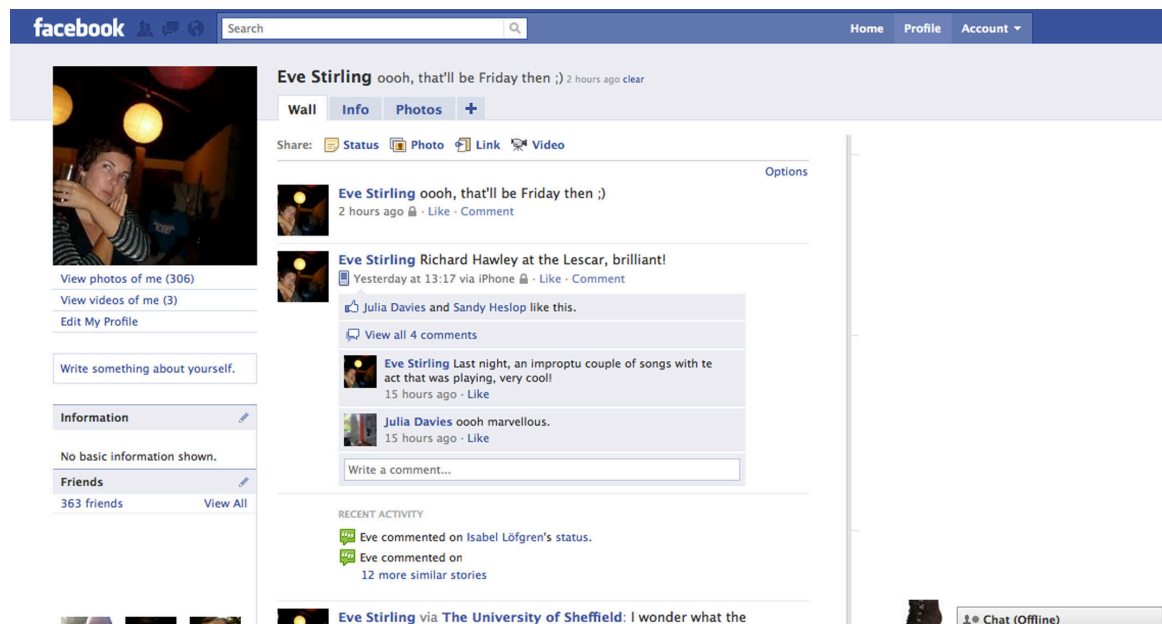 facebook
Search
Home Profile Account
Eve Stirling oooh, that'll be Friday then ;) 2 hours ago clear
Wall Info Photos +
Share: Status Photo Link Video
Options
Eve Stirling oooh, that'll be Friday then ;)
2 hours ago · Like · Comment
Eve Stirling Richard Hawley at the Lescar, brilliant!
Yesterday at 13:17 via iPhone · Like · Comment
Julia Davies and Sandy Heslop like this.
View all 4 comments
Eve Stirling Last night, an improptu couple of songs with te
act that was playing, very cool!
15 hours ago · Like
Julia Davies oooh marvellous.
15 hours ago · Like
Write a comment...
RECENT ACTIVITY
Eve commented on Isabel Löfgren's status.
Eve commented on
12 more similar stories
Eve Stirling via The University of Sheffield: I wonder what the
View photos of me (306)
View videos of me (3)
Edit My Profile
Write something about yourself.
Information
No basic information shown.
Friends
363 friends View All
Chat (Offline)